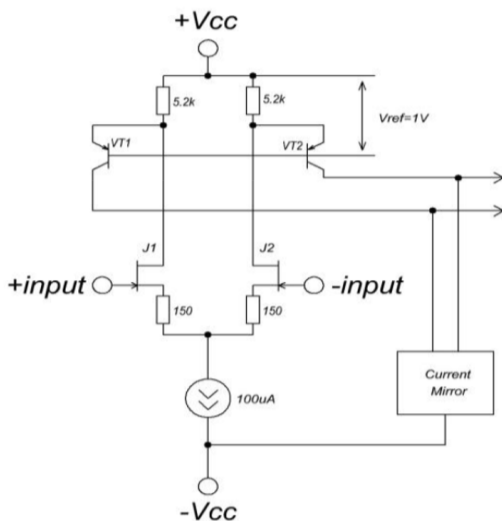 +Vcc
5.2k
5.2k
Vref=1V
VT1
VT2
J1
J2
+input
-input
150
150
100uA
Current
Mirror
-Vcc